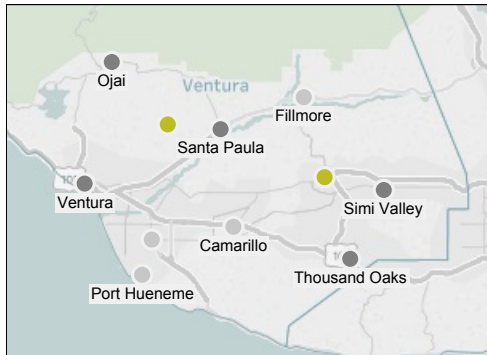 Ojai
Ventura
Fillmore
Santa Paula
Ventura
Simi Valley
Camarillo
Thousand Oaks
Port Hueneme